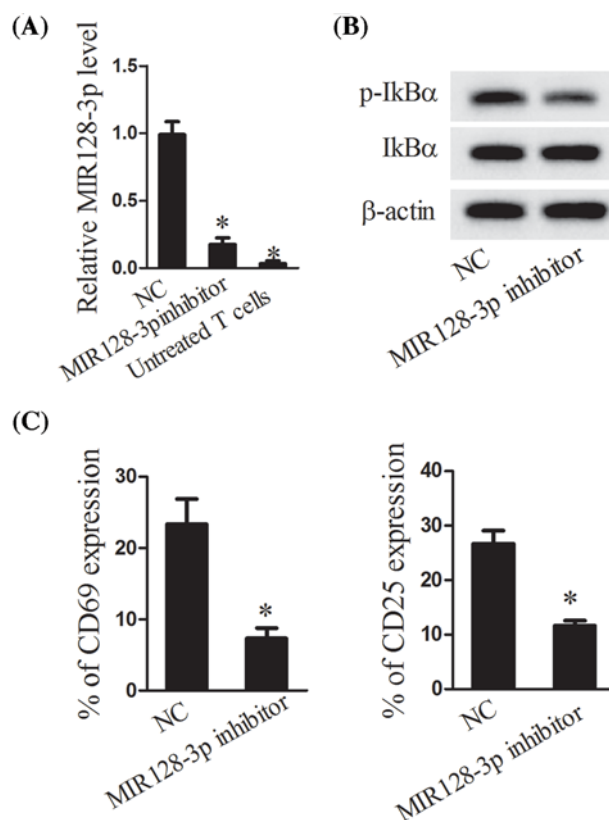 (A)
Relative MIR128-3p level
1.5
1.0
0.5
0.0
*
*
NC
MIR128-3pinhibitor
Untreated T cells
(B)
p-IkBα
IkBα
β-actin
NC
MIR128-3p inhibitor
(C)
% of CD69 expression
30
20
10
0
*
NC
MIR128-3p inhibitor
% of CD25 expression
40
30
20
10
0
*
NC
MIR128-3p inhibitor